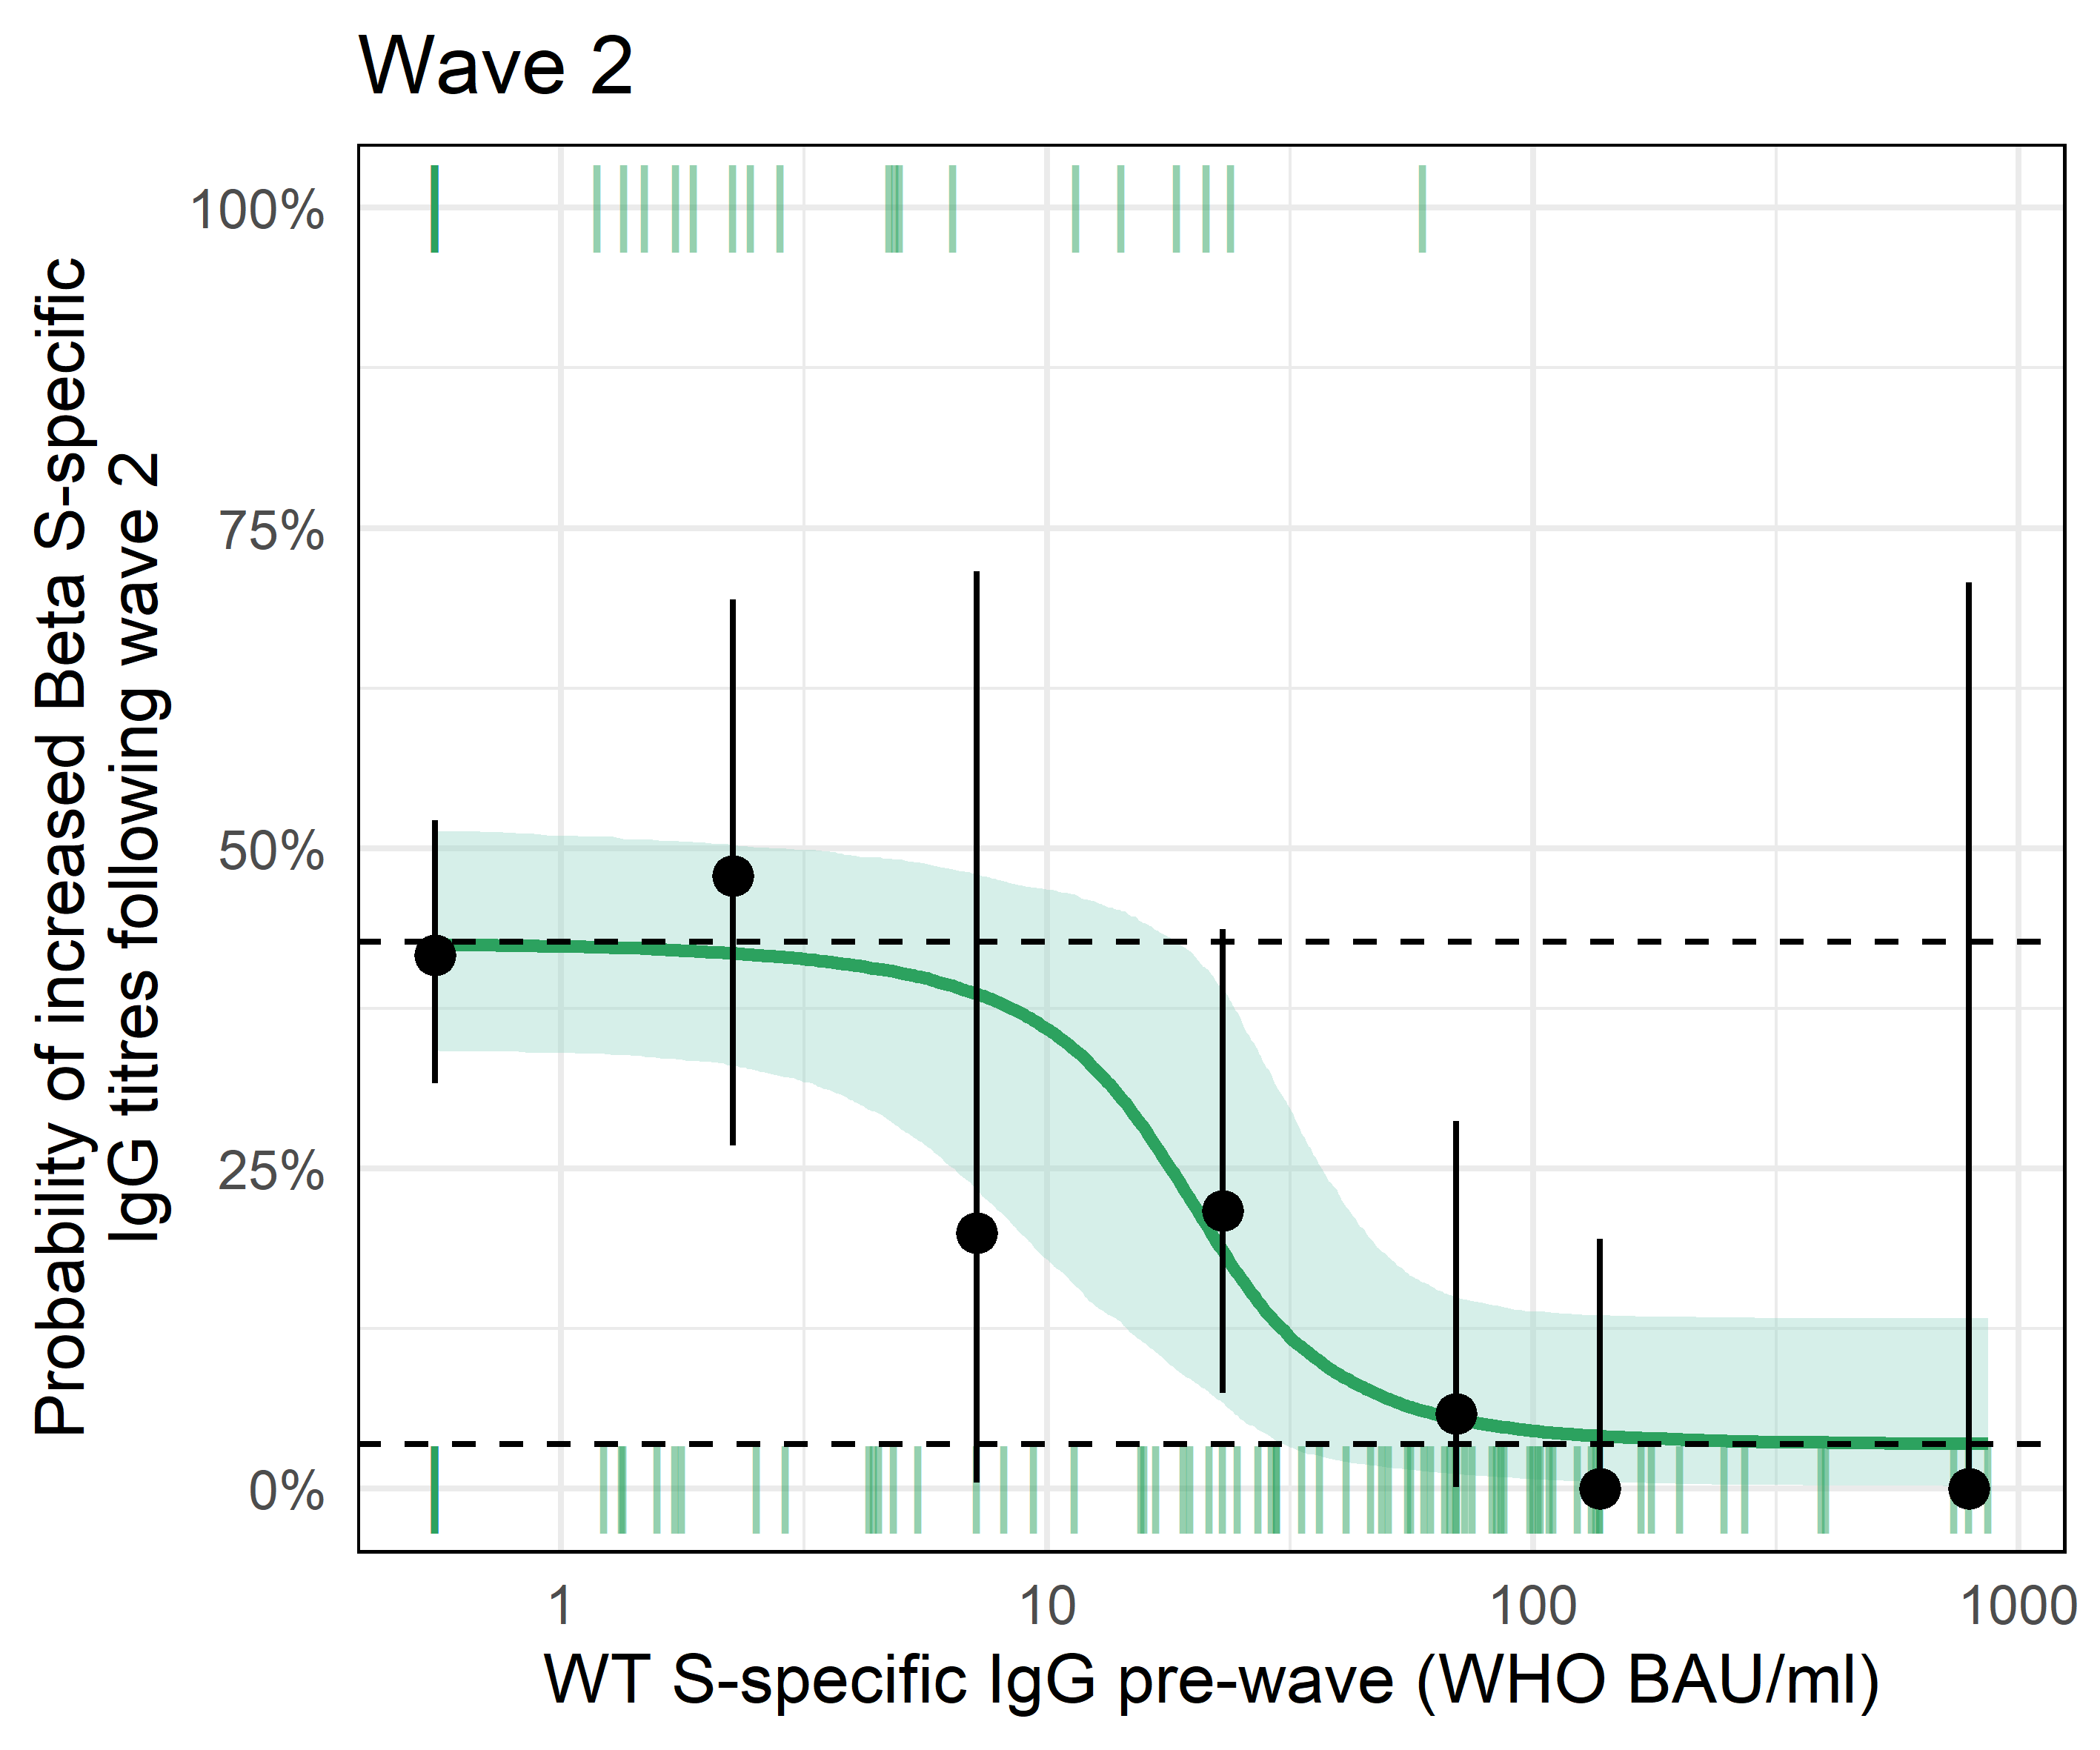 Wave 2
100%
75%
50%
25%
0%
Probability of increased Beta S-specific
IgG titres following wave 2
1
10
100
1000
WT S-specific IgG pre-wave (WHO BAU/ml)